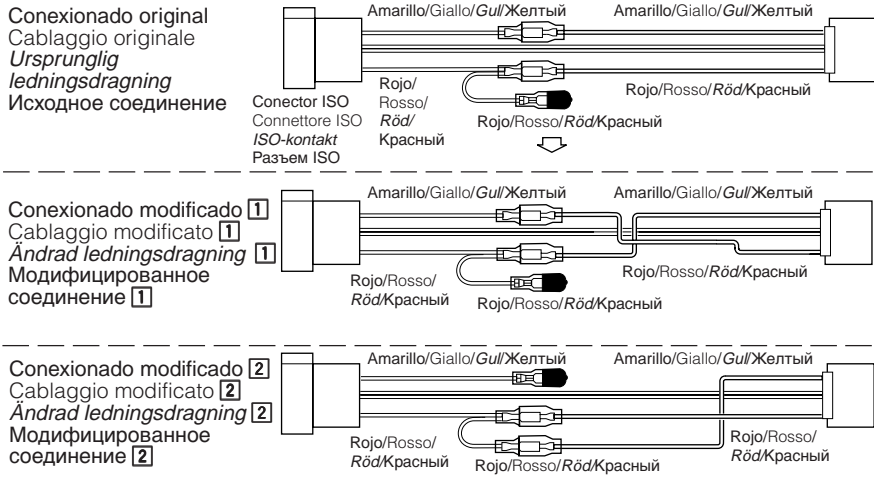 Conexionado original
Cablaggio originale
Ursprunglig
ledningsdragning
Исходное соединение
Amarillo/Giallo/Gul/Желтый
Amarillo/Giallo/Gul/Желтый
Conector ISO
Connettore ISO
ISO-kontakt
Разъем ISO
Rojo/
Rosso/
Röd/
Красный
Rojo/Rosso/Röd/Красный
Rojo/Rosso/Röd/Красный
Conexionado modificado 1
Cablaggio modificato 1
Ändrad ledningsdragning 1
Модифицированное
соединение 1
Amarillo/Giallo/Gul/Желтый
Amarillo/Giallo/Gul/Желтый
Rojo/Rosso/
Röd/Красный
Rojo/Rosso/Röd/Красный
Rojo/Rosso/Röd/Красный
Conexionado modificado 2
Cablaggio modificato 2
Ändrad ledningsdragning 2
Модифицированное
соединение 2
Amarillo/Giallo/Gul/Желтый
Amarillo/Giallo/Gul/Желтый
Rojo/Rosso/
Röd/Красный
Rojo/Rosso/Röd/Красный
Rojo/Rosso/
Röd/Красный